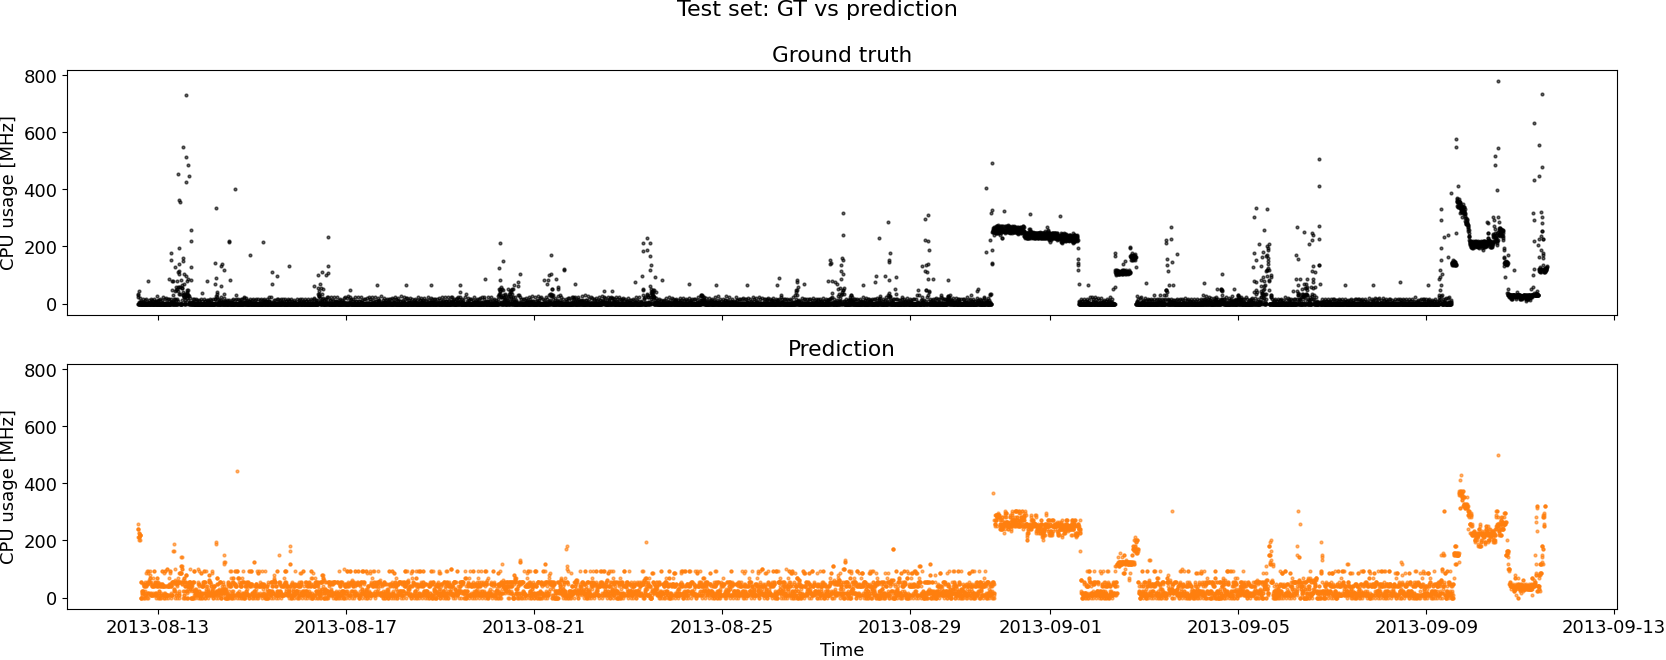 Test set: GT vs prediction
Ground truth
CPU usage [MHz]
800
600
400
200
0
Prediction
CPU usage [MHz]
800
600
400
200
0
2013-08-13 2013-08-17 2013-08-21 2013-08-25 2013-08-29 2013-09-01 2013-09-05 2013-09-09 2013-09-13
Time